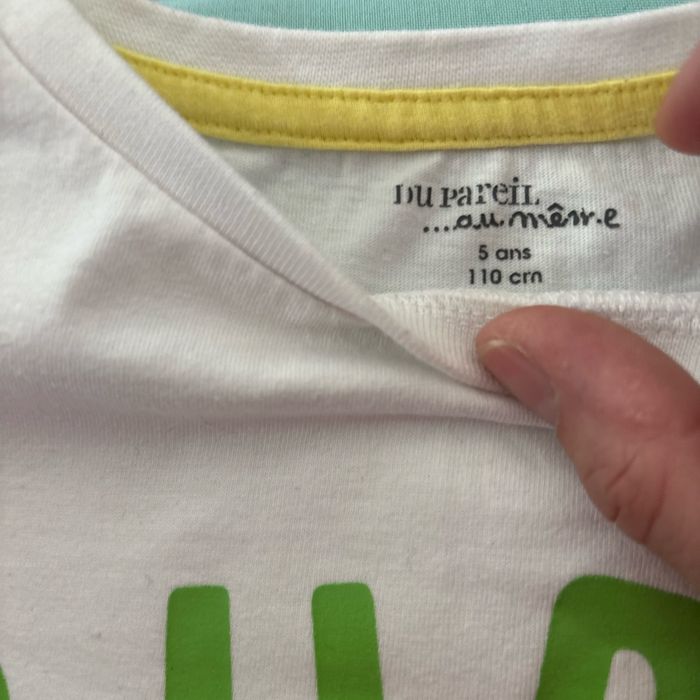 DU PAREIL
...au même
5 ans
110 cm